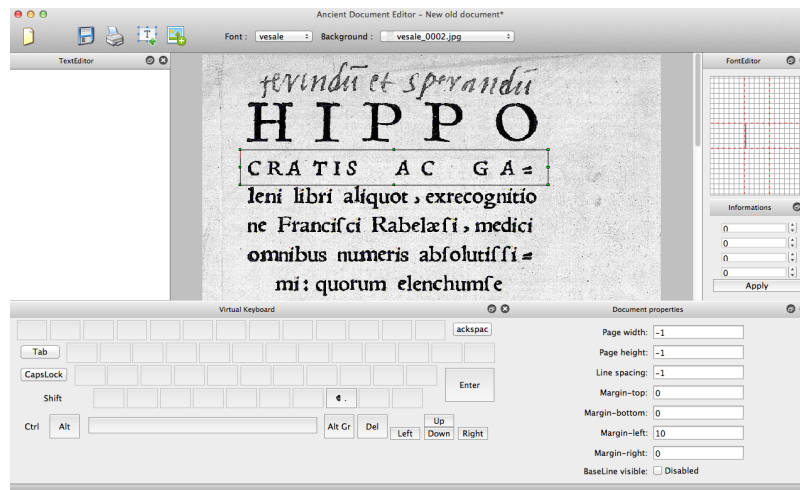 Ancient Document Editor – New old document*
Font : vesale Background : vesale_0002.jpg
TextEditor
FontEditor
ferendū et sperandū
HIPPO
CRATIS AC GA=
leni libri aliquot , exrecognitio
ne Francifci Rabelæſi , medici
omnibus numeris abſolutiſſi=
mi : quorum elenchumſe
Informations
0
0
0
0
Apply
Virtual Keyboard
Document properties
ackspac
Tab
CapsLock
Enter
Shift
e .
Ctrl
Alt
Alt Gr
Del
Up
Left
Down
Right
Page width: -1
Page height: -1
Line spacing: -1
Margin-top: 0
Margin-bottom: 0
Margin-left: 10
Margin-right: 0
BaseLine visible: Disabled